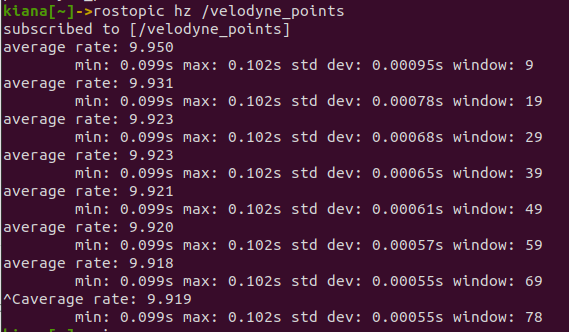 kiana[~]->rostopic hz /velodyne_points
subscribed to [/velodyne_points]
average rate: 9.950
min: 0.099s max: 0.102s std dev: 0.00095s window: 9
average rate: 9.931
min: 0.099s max: 0.102s std dev: 0.00078s window: 19
average rate: 9.923
min: 0.099s max: 0.102s std dev: 0.00068s window: 29
average rate: 9.923
min: 0.099s max: 0.102s std dev: 0.00065s window: 39
average rate: 9.921
min: 0.099s max: 0.102s std dev: 0.00061s window: 49
average rate: 9.920
min: 0.099s max: 0.102s std dev: 0.00057s window: 59
average rate: 9.918
min: 0.099s max: 0.102s std dev: 0.00055s window: 69
^Caverage rate: 9.919
min: 0.099s max: 0.102s std dev: 0.00055s window: 78